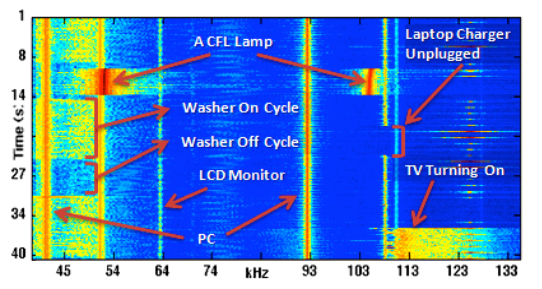 1
8
14
27
34
40
Time (s)
A CFL Lamp
Laptop Charger
Unplugged
Washer On Cycle
Washer Off Cycle
LCD Monitor
TV Turning On
PC
45 54 64 74 kHz 93 103 113 123 133